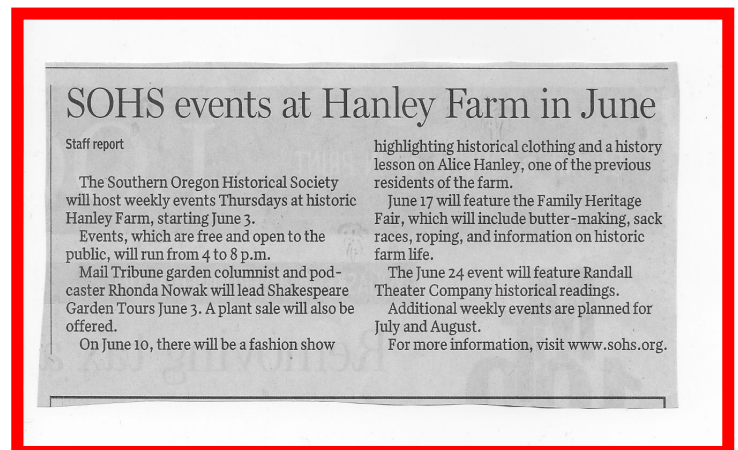 SOHS events at Hanley Farm in June
Staff report
The Southern Oregon Historical Society
will host weekly events Thursdays at historic
Hanley Farm, starting June 3.
Events, which are free and open to the
public, will run from 4 to 8 p.m.
Mail Tribune garden columnist and pod-
caster Rhonda Nowak will lead Shakespeare
Garden Tours June 3. A plant sale will also be
offered.
On June 10, there will be a fashion show
highlighting historical clothing and a history
lesson on Alice Hanley, one of the previous
residents of the farm.
June 17 will feature the Family Heritage
Fair, which will include butter-making, sack
races, roping, and information on historic
farm life.
The June 24 event will feature Randall
Theater Company historical readings.
Additional weekly events are planned for
July and August.
For more information, visit www.sohs.org.